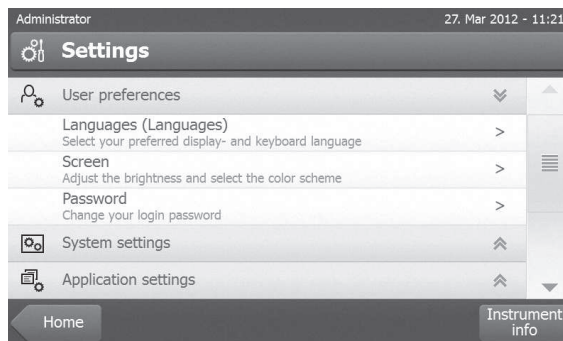 Administrator 27. Mar 2012 - 11:21
Settings
User preferences
Languages (Languages)
Select your preferred display- and keyboard language
Screen
Adjust the brightness and select the color scheme
Password
Change your login password
System settings
Application settings
Home
Instrument
info